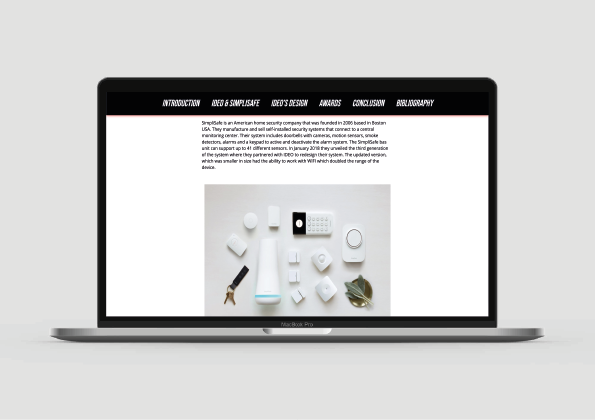 INTRODUCTION IDEO & SIMPLISAFE IDEO'S DESIGN AWARDS CONCLUSION BIBLIOGRAPHY
SimpliSafe is an American home security company that was founded in 2006 based in Boston
USA. They manufacture and sell self-installed security systems that connect to a central
monitoring center. Their system includes doorbells with cameras, motion sensors, smoke
detectors, alarms and a keypad to active and deactivate the alarm system. The SimpliSafe bas
unit can support up to 41 different sensors. In January 2018 they unveiled the third generation
of the system where they partnered with IDEO to redesign their system. The updated version,
which was smaller in size had the ability to work with WiFi which doubled the range of the
device.
MacBook Pro